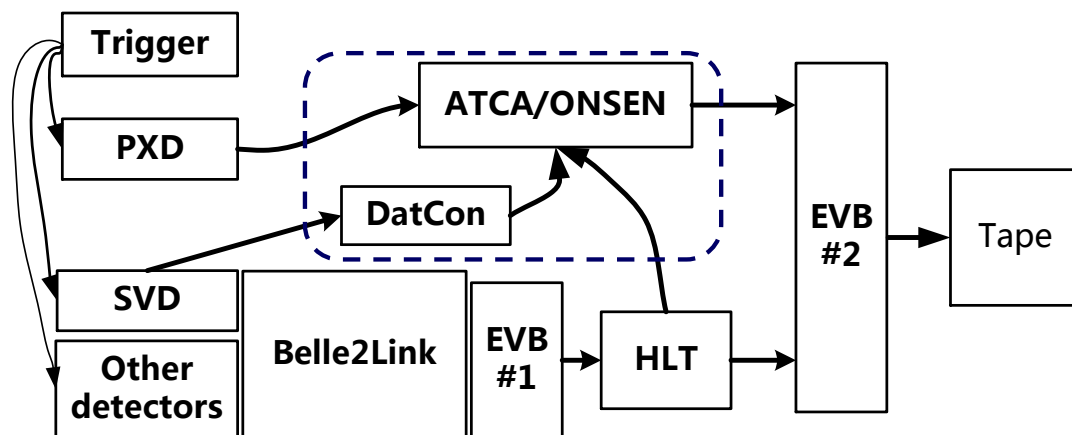 Trigger
PXD
ATCA/ONSEN
DatCon
SVD
Other
detectors
Belle2Link
EVB
#1
HLT
EVB
#2
Tape